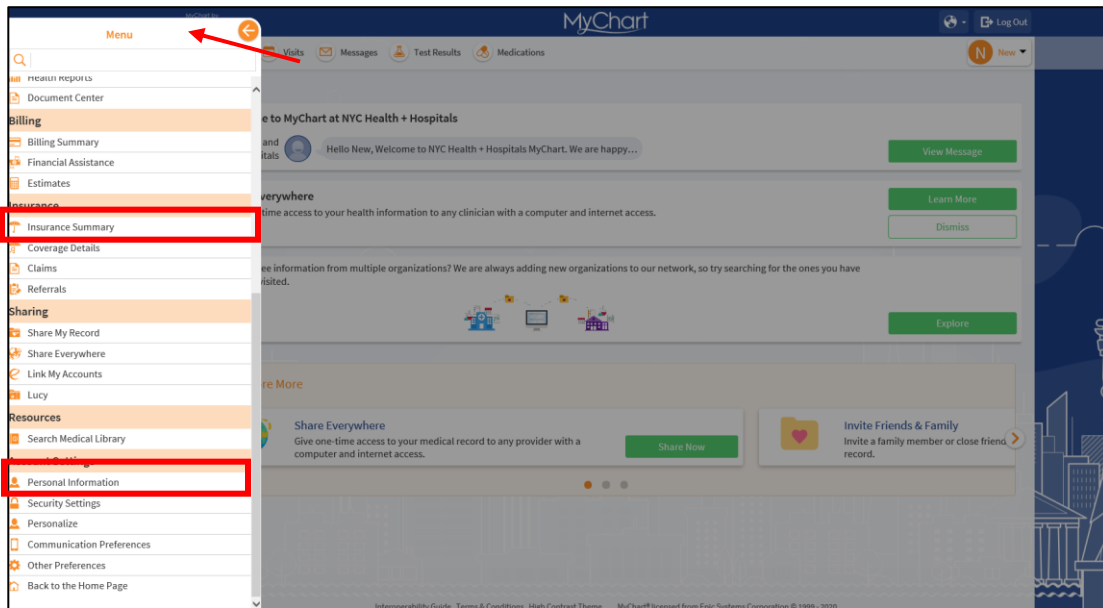 MyChart by
MyChart
Log Out
Menu
Visits
Messages
Test Results
Medications
N
New
Health Reports
Document Center
Billing
Billing Summary
Financial Assistance
Estimates
Insurance
Insurance Summary
Coverage Details
Claims
Referrals
Sharing
Share My Record
Share Everywhere
Link My Accounts
Lucy
Resources
Search Medical Library
Account Settings
Personal Information
Security Settings
Personalize
Communication Preferences
Other Preferences
Back to the Home Page
e to MyChart at NYC Health + Hospitals
and
itals
Hello New, Welcome to NYC Health + Hospitals MyChart. We are happy...
View Message
verywhere
time access to your health information to any clinician with a computer and internet access.
Learn More
Dismiss
ee information from multiple organizations? We are always adding new organizations to our network, so try searching for the ones you have
visited.
Explore
re More
Share Everywhere
Give one-time access to your medical record to any provider with a
computer and internet access.
Share Now
Invite Friends & Family
Invite a family member or close friend
record.
Interoperability Guide Terms & Conditions High Contrast Theme MyChart® licensed from Epic Systems Corporation © 1999 - 2020